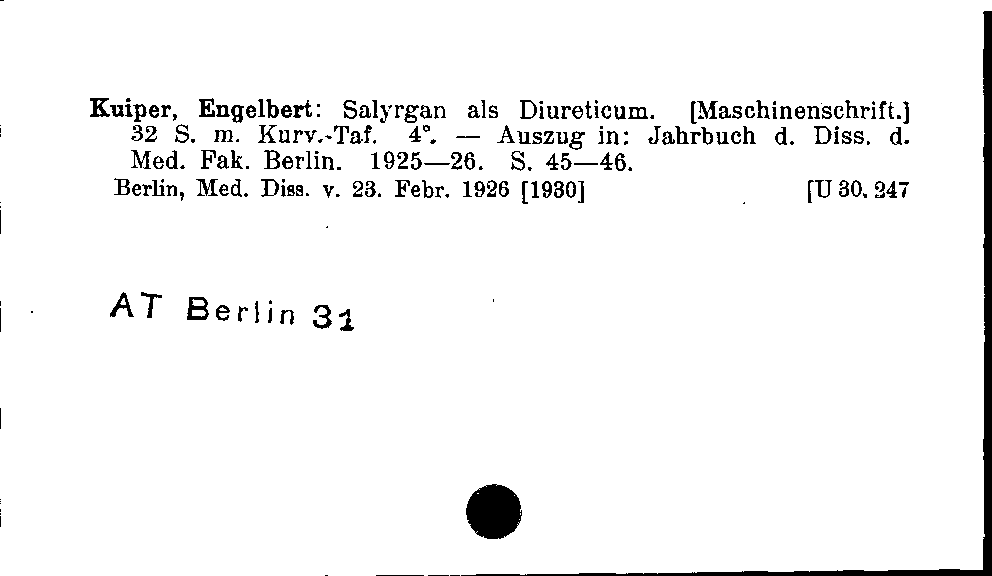 Kuiper, Engelbert: Salyrgan als Diureticum. [Maschinenschrift.]
32 S. m. Kurv.-Taf. 4°. — Auszug in: Jahrbuch d. Diss. d.
Med. Fak. Berlin. 1925—26. S. 45—46.
Berlin, Med. Diss. v. 23. Febr. 1926 [1930] [U 30. 247
AT Berlin 31